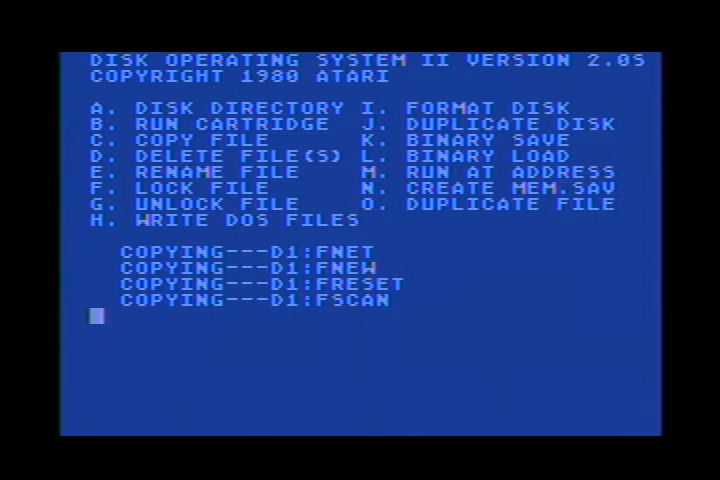 DISK OPERATING SYSTEM II VERSION 2.0S
COPYRIGHT 1980 ATARI
A. DISK DIRECTORY I. FORMAT DISK
B. RUN CARTRIDGE J. DUPLICATE DISK
C. COPY FILE K. BINARY SAVE
D. DELETE FILE(S) L. BINARY LOAD
E. RENAME FILE M. RUN AT ADDRESS
F. LOCK FILE N. CREATE MEM.SAV
G. UNLOCK FILE O. DUPLICATE FILE
H. WRITE DOS FILES
COPYING---D1:FNET
COPYING---D1:FNEW
COPYING---D1:FRESET
COPYING---D1:FSCAN